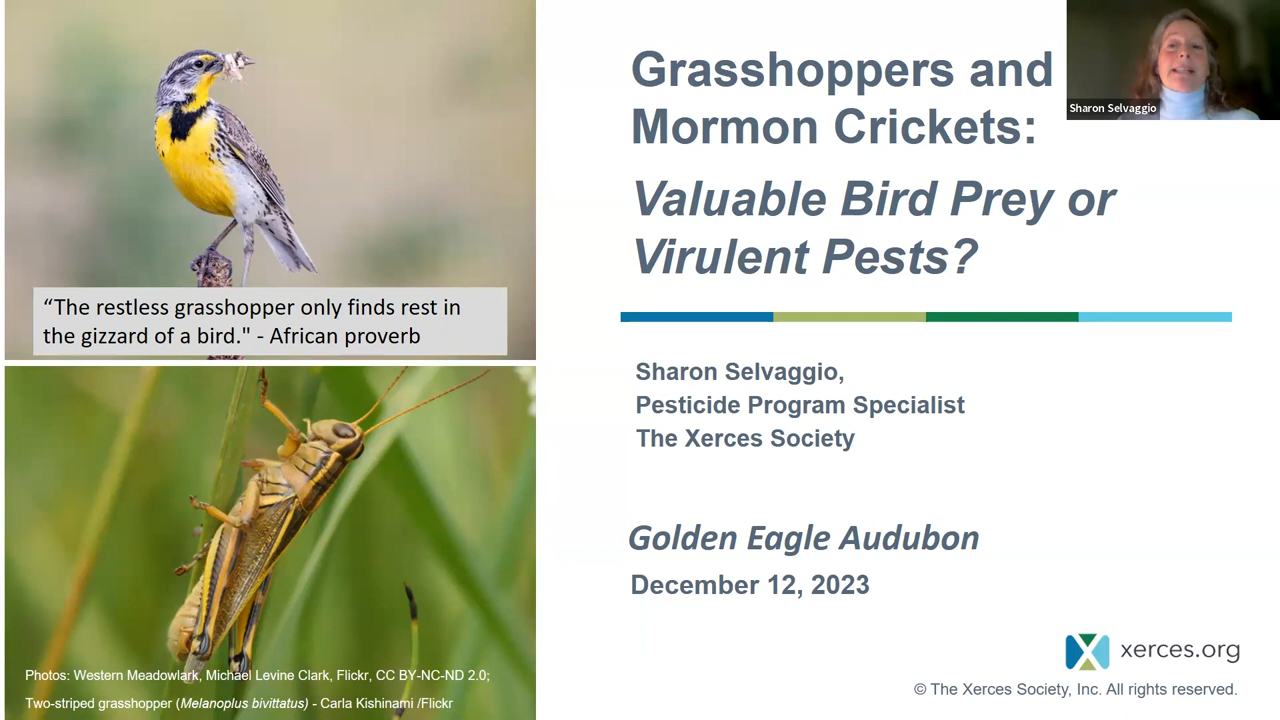 Grasshoppers and
Mormon Crickets:
Valuable Bird Prey or
Virulent Pests?
Sharon Selvaggio
“The restless grasshopper only finds rest in
the gizzard of a bird." - African proverb
Sharon Selvaggio,
Pesticide Program Specialist
The Xerces Society
Golden Eagle Audubon
December 12, 2023
Photos: Western Meadowlark, Michael Levine Clark, Flickr, CC BY-NC-ND 2.0;
Two-striped grasshopper (Melanoplus bivittatus) - Carla Kishinami /Flickr
xerces.org
© The Xerces Society, Inc. All rights reserved.